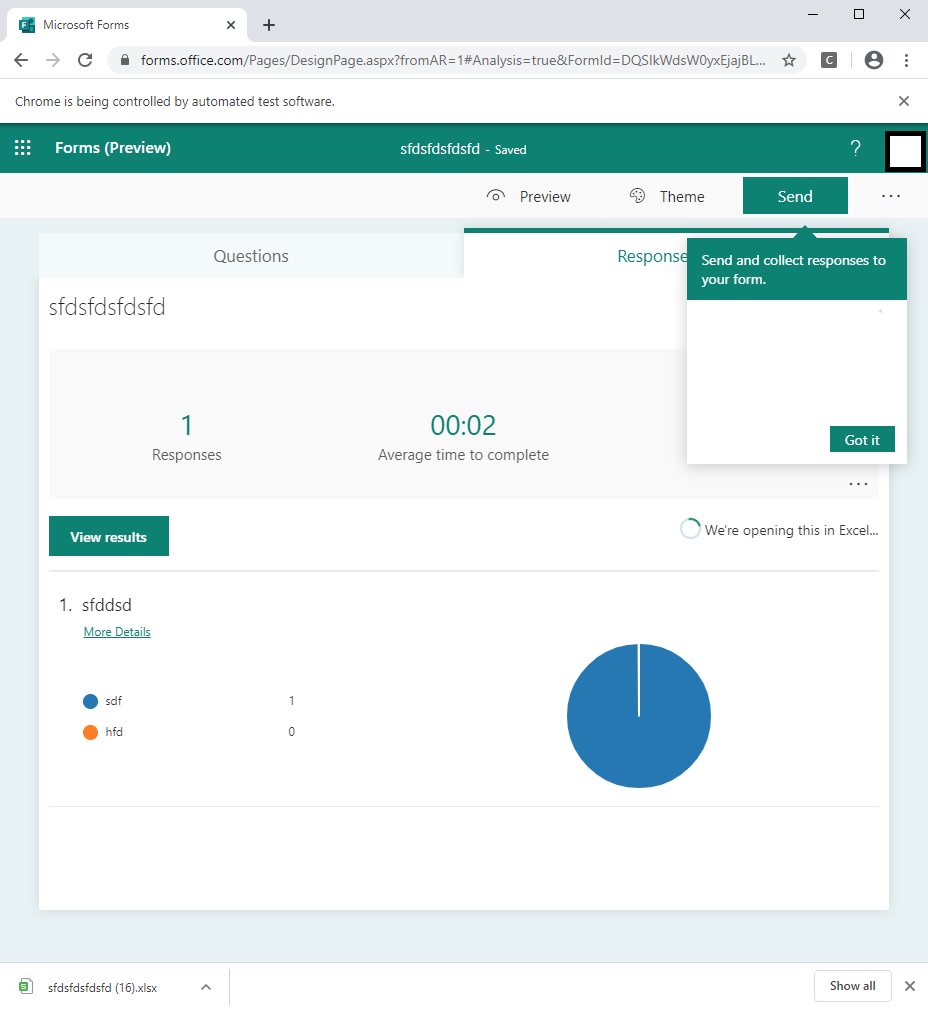 Microsoft Forms
forms.office.com/Pages/DesignPage.aspx?fromAR=1#Analysis=true&FormId=DQSIkWdsW0yxEjajBL...
C
Chrome is being controlled by automated test software.
Forms (Preview)
sfdsfdsfdsfd - Saved
?
Preview
Theme
Send
Questions
Response
Send and collect responses to
your form.
sfdsfdsfdsfd
1
Responses
00:02
Average time to complete
Got it
View results
We're opening this in Excel...
1. sfddsd
More Details
sdf 1
hfd 0
sfdsfdsfdsfd (16).xlsx
Show all